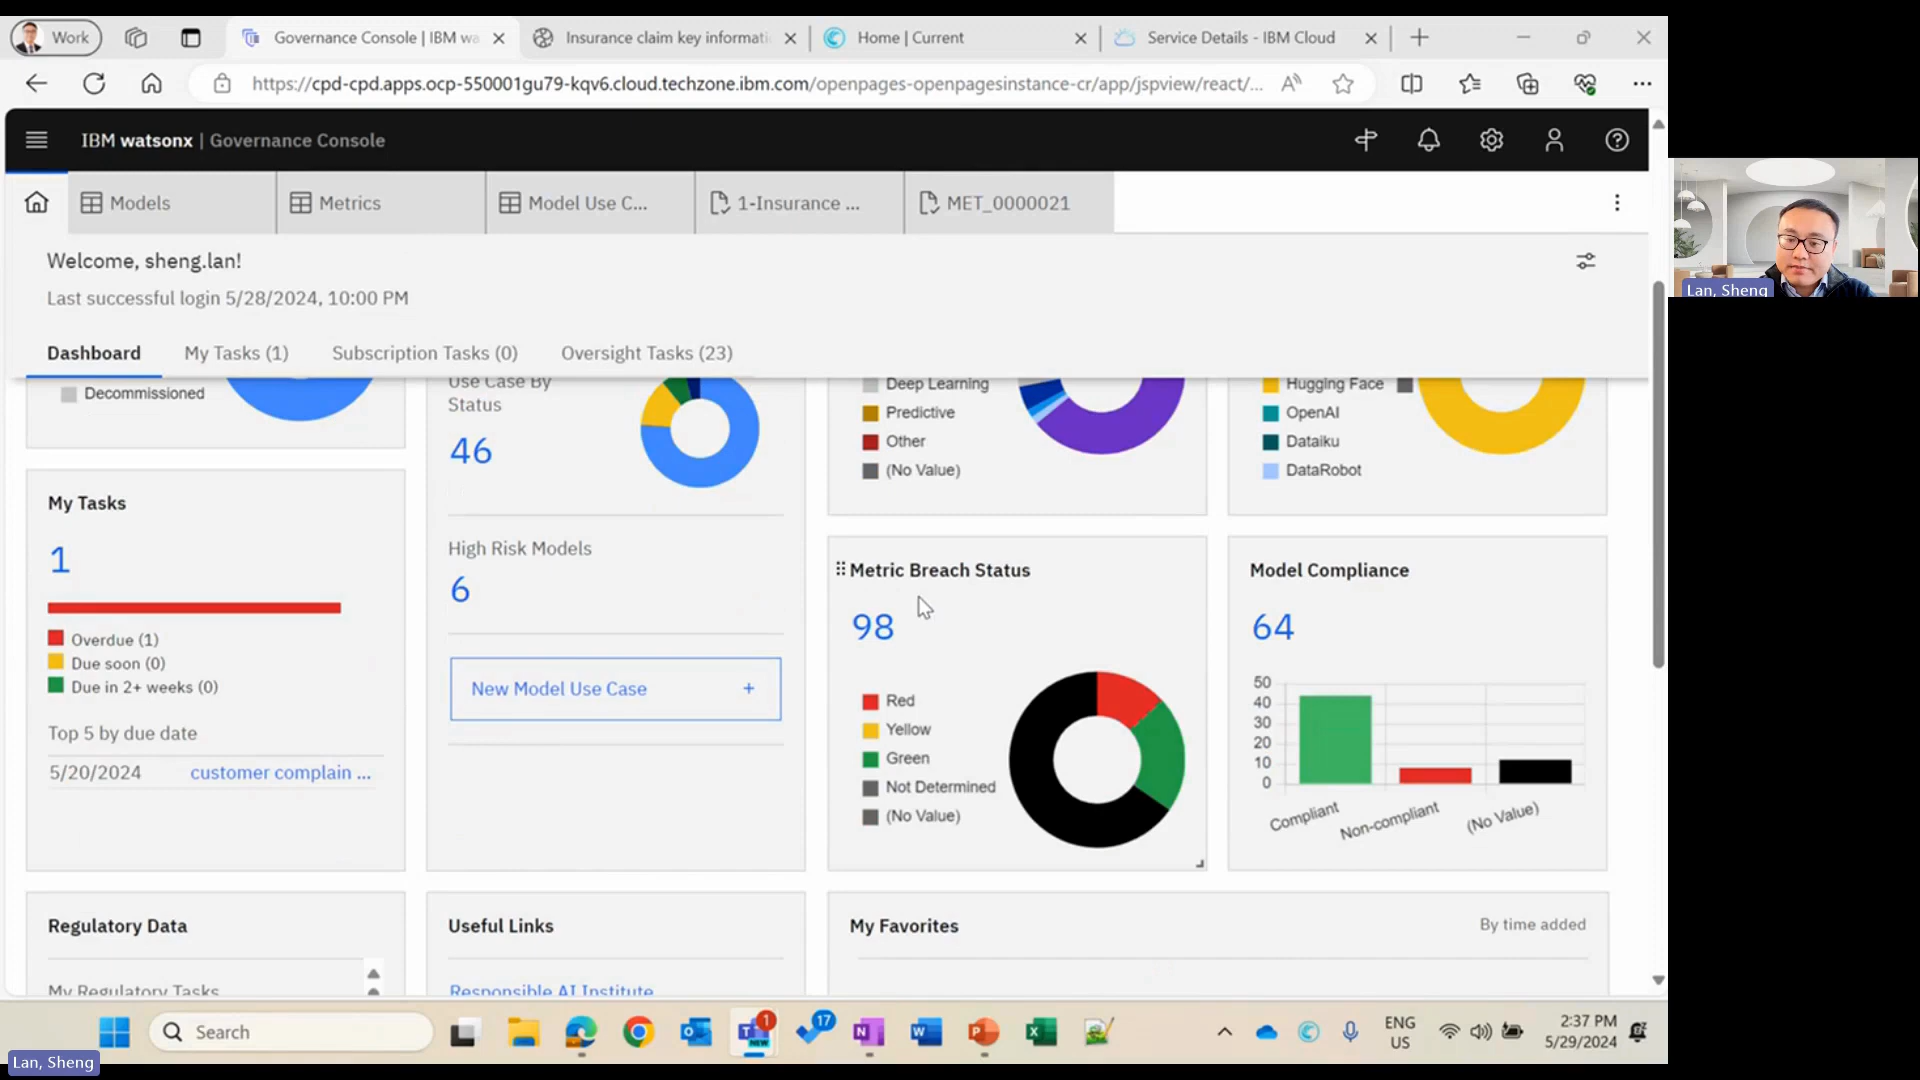 Work
Governance Console | IBM wa
Insurance claim key informati
Home | Current
Service Details - IBM Cloud
https://cpd-cpd.apps.ocp-550001gu79-kqv6.cloud.techzone.ibm.com/openpages-openpagesinstance-cr/app/jspview/react/...
IBM watsonx | Governance Console
Models
Metrics
Model Use C...
1-Insurance ...
MET_0000021
Welcome, sheng.lan!
Last successful login 5/28/2024, 10:00 PM
Dashboard
My Tasks (1)
Subscription Tasks (0)
Oversight Tasks (23)
Decommissioned
Use Case By
Status
46
High Risk Models
6
New Model Use Case +
Deep Learning
Predictive
Other
(No Value)
Hugging Face
OpenAI
Dataiku
DataRobot
My Tasks
1
Overdue (1)
Due soon (0)
Due in 2+ weeks (0)
Top 5 by due date
5/20/2024 customer complain ...
Metric Breach Status
98
Red
Yellow
Green
Not Determined
(No Value)
Model Compliance
64
50
40
30
20
10
0
Compliant
Non-compliant
(No Value)
Regulatory Data
My Regulatory Tasks
Useful Links
Responsible AI Institute
My Favorites
By time added
Search
1
NEW
17
ENG
US
2:37 PM
5/29/2024
Lan, Sheng
Lan, Sheng